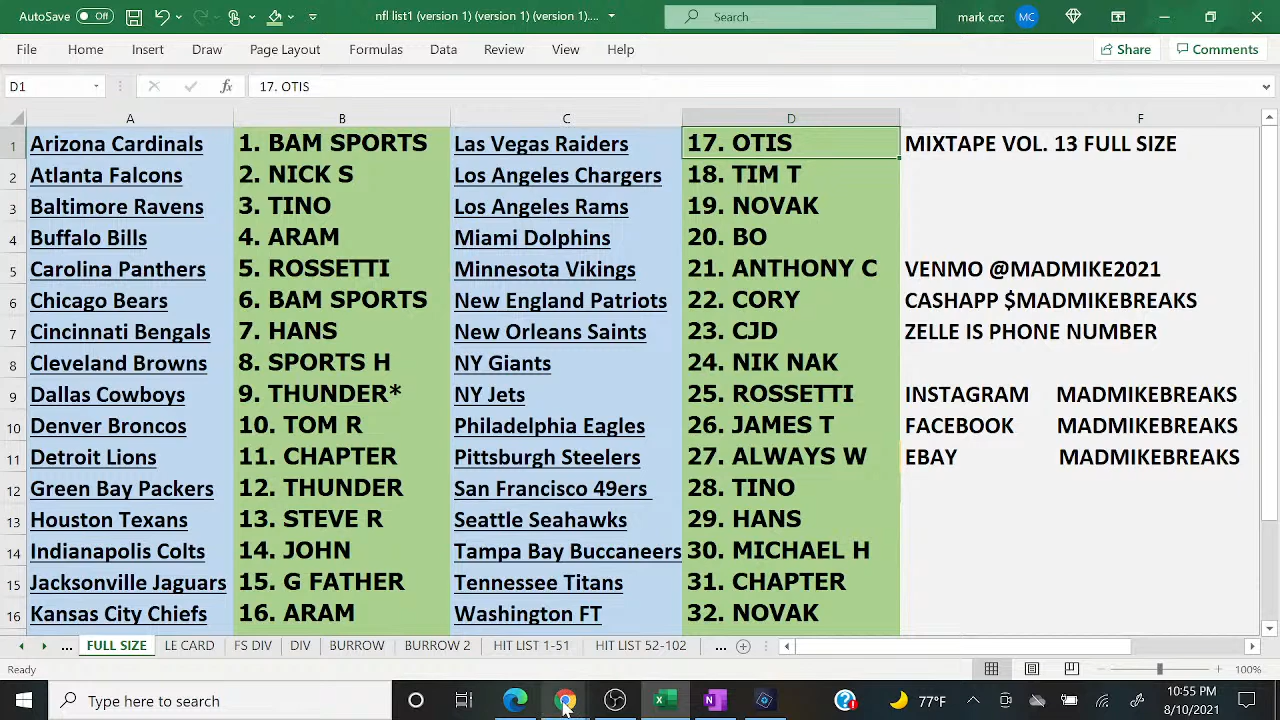 AutoSave Off nfl list1 (version 1) (version 1) (version 1)... Search mark ccc MC
File Home Insert Draw Page Layout Formulas Data Review View Help Share Comments
D1 fx 17. OTIS
A B C D F
1 Arizona Cardinals 1. BAM SPORTS Las Vegas Raiders 17. OTIS MIXTAPE VOL. 13 FULL SIZE
2 Atlanta Falcons 2. NICK S Los Angeles Chargers 18. TIM T
3 Baltimore Ravens 3. TINO Los Angeles Rams 19. NOVAK
4 Buffalo Bills 4. ARAM Miami Dolphins 20. BO
5 Carolina Panthers 5. ROSSETTI Minnesota Vikings 21. ANTHONY C VENMO @MADMIKE2021
6 Chicago Bears 6. BAM SPORTS New England Patriots 22. CORY CASHAPP $MADMIKEBREAKS
7 Cincinnati Bengals 7. HANS New Orleans Saints 23. CJD ZELLE IS PHONE NUMBER
8 Cleveland Browns 8. SPORTS H NY Giants 24. NIK NAK
9 Dallas Cowboys 9. THUNDER* NY Jets 25. ROSSETTI INSTAGRAM MADMIKEBREAKS
10 Denver Broncos 10. TOM R Philadelphia Eagles 26. JAMES T FACEBOOK MADMIKEBREAKS
11 Detroit Lions 11. CHAPTER Pittsburgh Steelers 27. ALWAYS W EBAY MADMIKEBREAKS
12 Green Bay Packers 12. THUNDER San Francisco 49ers 28. TINO
13 Houston Texans 13. STEVE R Seattle Seahawks 29. HANS
14 Indianapolis Colts 14. JOHN Tampa Bay Buccaneers 30. MICHAEL H
15 Jacksonville Jaguars 15. G FATHER Tennessee Titans 31. CHAPTER
16 Kansas City Chiefs 16. ARAM Washington FT 32. NOVAK
... FULL SIZE LE CARD FS DIV DIV BURROW BURROW 2 HIT LIST 1-51 HIT LIST 52-102 ...
Ready 100%
Type here to search 77°F 10:55 PM
8/10/2021